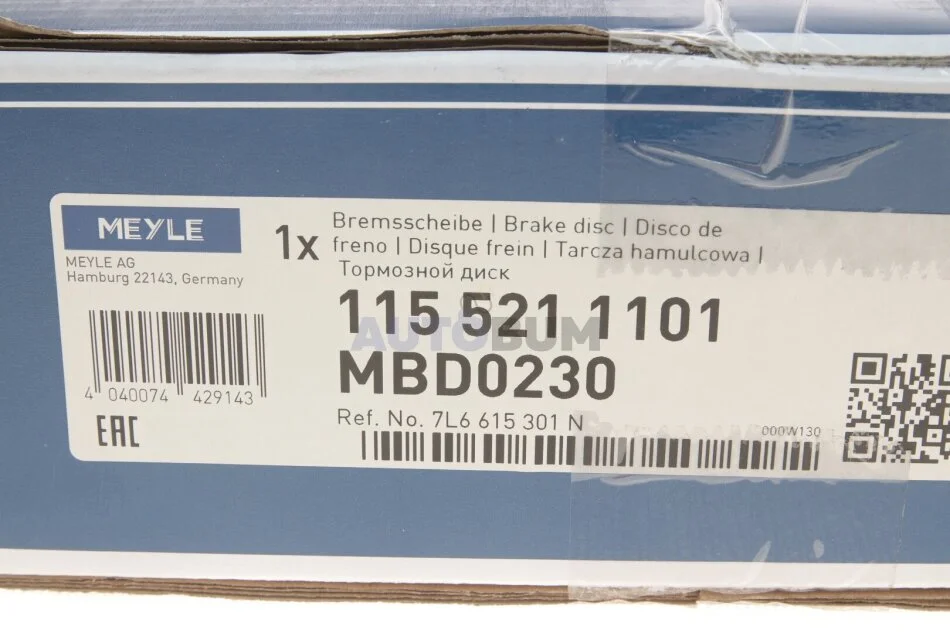 MEYLE
MEYLE AG
Hamburg 22143, Germany
4 040074 429143
EAC
1x
Bremsscheibe | Brake disc | Disco de
freno | Disque frein | Tarcza hamulcowa |
Тормозной диск
115 521 1101
AUTOBUM
MBD0230
Ref. No. 7L6 615 301 N
000W130